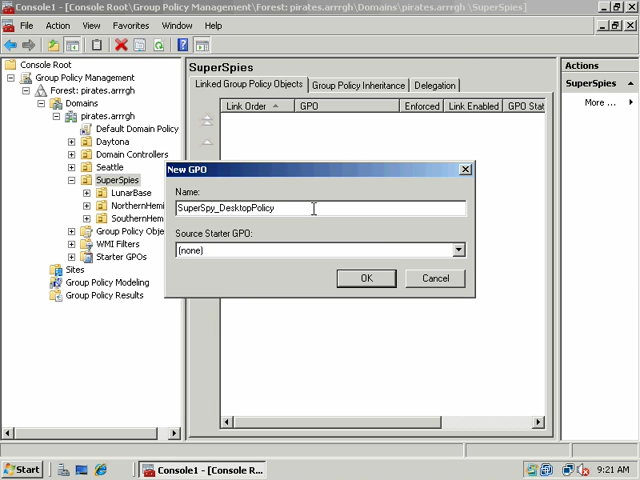 Console1 - [Console Root\Group Policy Management\Forest: pirates.arrrgh\Domains\pirates.arrrgh \SuperSpies]
File Action View Favorites Window Help
Console Root
Group Policy Management
Forest: pirates.arrrgh
Domains
pirates.arrrgh
Default Domain Policy
Daytona
Domain Controllers
Seattle
SuperSpies
LunarBase
NorthernHemi
SouthernHem
Group Policy Obje
WMI Filters
Starter GPOs
Sites
Group Policy Modeling
Group Policy Results
SuperSpies
Linked Group Policy Objects Group Policy Inheritance Delegation
Link Order GPO Enforced Link Enabled GPO Stat
Actions
SuperSpies
More ...
New GPO
Name:
SuperSpy_DesktopPolicy
Source Starter GPO:
(none)
OK Cancel
Start Console1 - [Console R... 9:21 AM